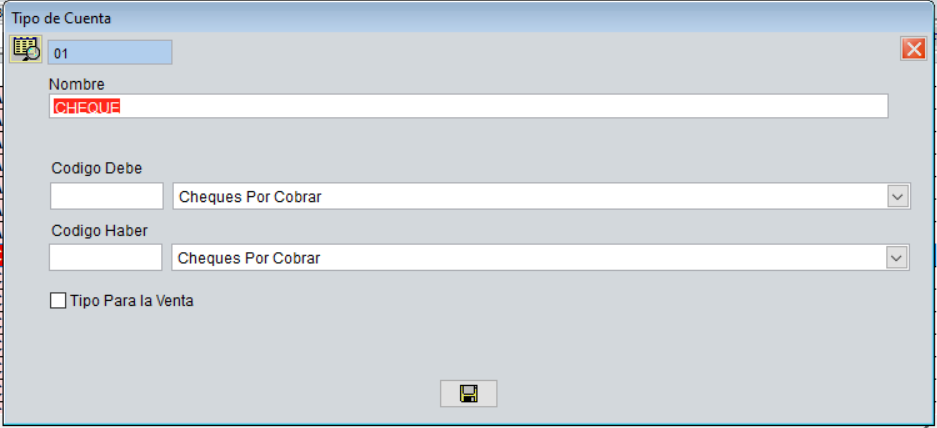 Tipo de Cuenta
01
Nombre
CHEQUE
Codigo Debe
Cheques Por Cobrar
Codigo Haber
Cheques Por Cobrar
Tipo Para la Venta